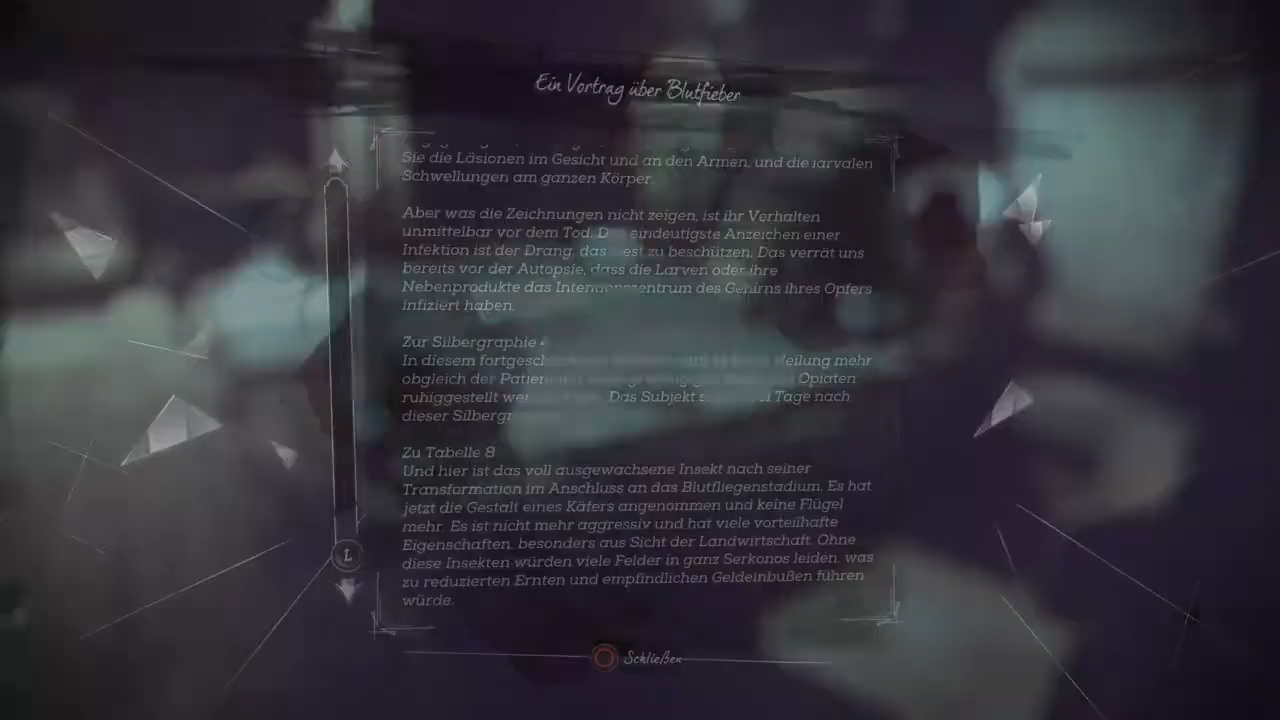 Ein Vortrag über Blutfieber
Sie die Läsionen im Gesicht und an den Armen, und die larvalen
Schwellungen am ganzen Körper.
Aber was die Zeichnungen nicht zeigen, ist ihr Verhalten
unmittelbar vor dem Tod. eindeutigste Anzeichen einer
Infektion ist der Drang, das zu beschützen. Das verrät uns
bereits vor der Autopsie, dass die Larven oder ihre
Nebenprodukte das Intentionszentrum des Gehirns ihres Opfers
infiziert haben.
Zur Silbergraphie 4
In diesem Heilung mehr
obgleich der Opiaten
ruhiggestellt Das Subjekt Tage nach
dieser
Zu Tabelle 8
Und hier ist das voll ausgewachsene Insekt nach seiner
Transformation im Anschluss an das Blutfliegenstadium. Es hat
jetzt die Gestalt eines Käfers angenommen und keine Flügel
mehr. Es ist nicht mehr aggressiv und hat viele vorteilhafte
Eigenschaften, besonders aus Sicht der Landwirtschaft. Ohne
diese Insekten würden viele Felder in ganz Serkonos leiden, was
zu reduzierten Ernten und empfindlichen Geldeinbußen führen
würde.
L
Schließen